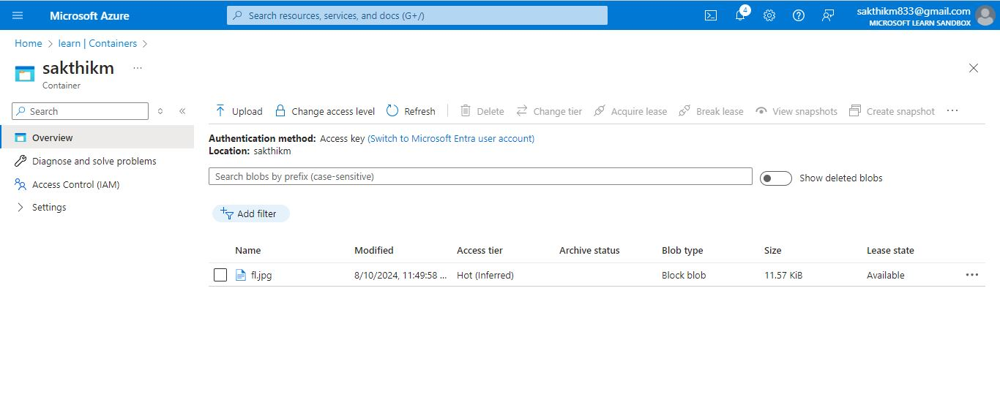 Microsoft Azure
Search resources, services, and docs (G+/)
4
sakthikm833@gmail.com
MICROSOFT LEARN SANDBOX
Home > learn | Containers >
sakthikm ...
Container
Search
Overview
Diagnose and solve problems
Access Control (IAM)
Settings
Upload Change access level Refresh Delete Change tier Acquire lease Break lease View snapshots Create snapshot ...
Authentication method: Access key (Switch to Microsoft Entra user account)
Location: sakthikm
Search blobs by prefix (case-sensitive)
Show deleted blobs
Add filter
Name Modified Access tier Archive status Blob type Size Lease state
fl.jpg 8/10/2024, 11:49:58 ... Hot (Inferred) Block blob 11.57 KiB Available ...